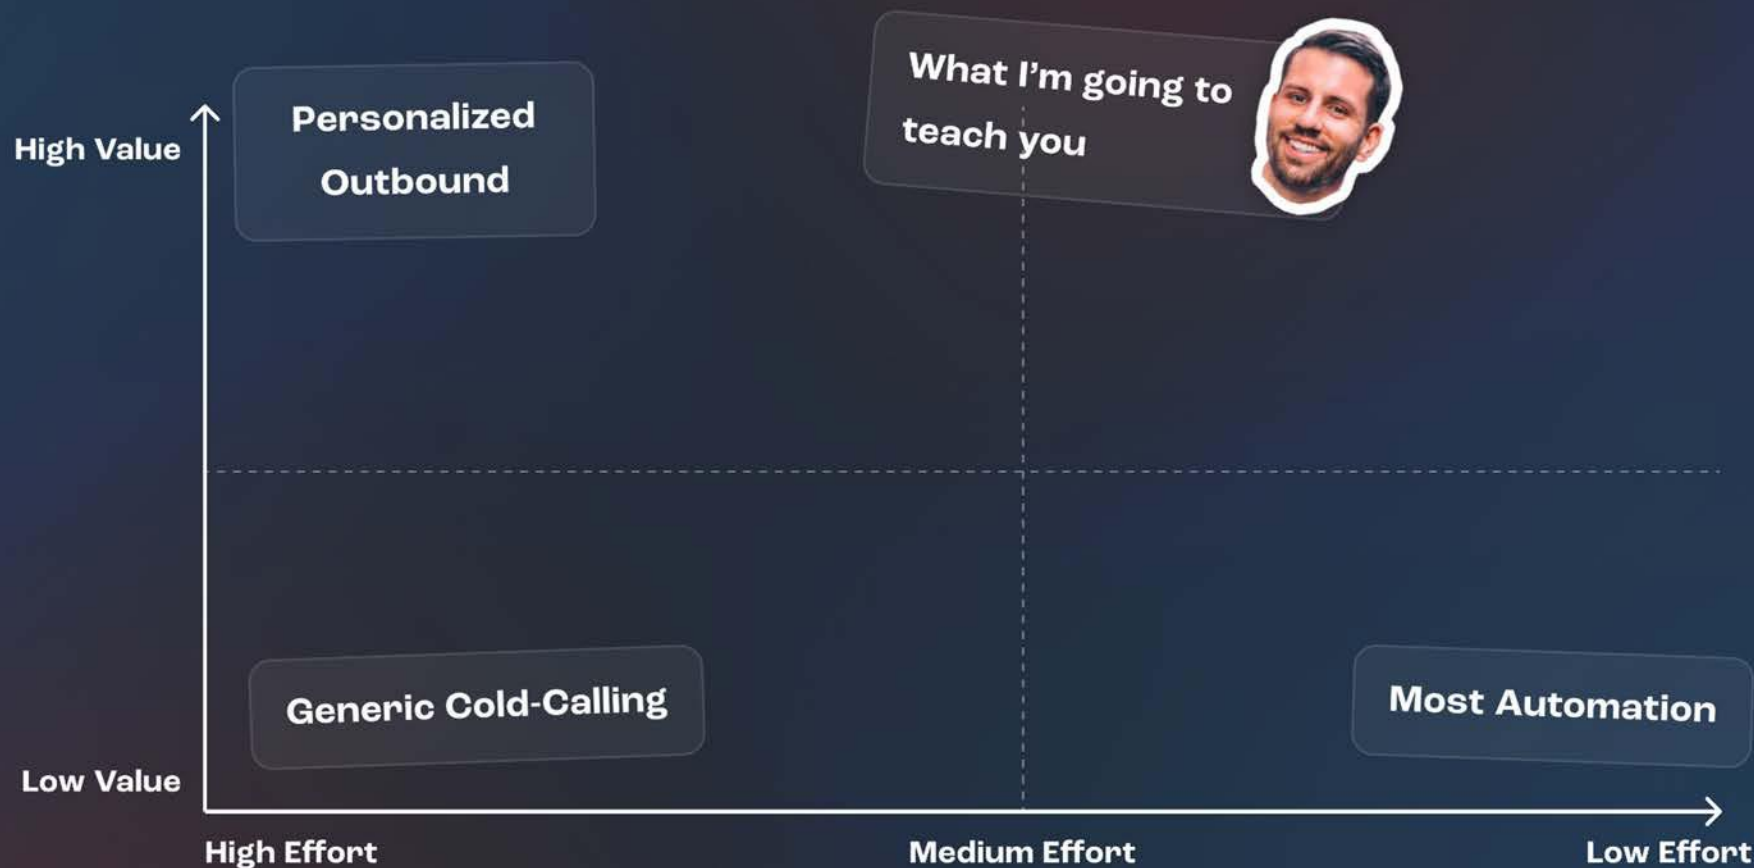 What I’m going to
teach you
Personalized
Outbound
High Value
Generic Cold-Calling
Most Automation
Low Value
High Effort
Medium Effort
Low Effort